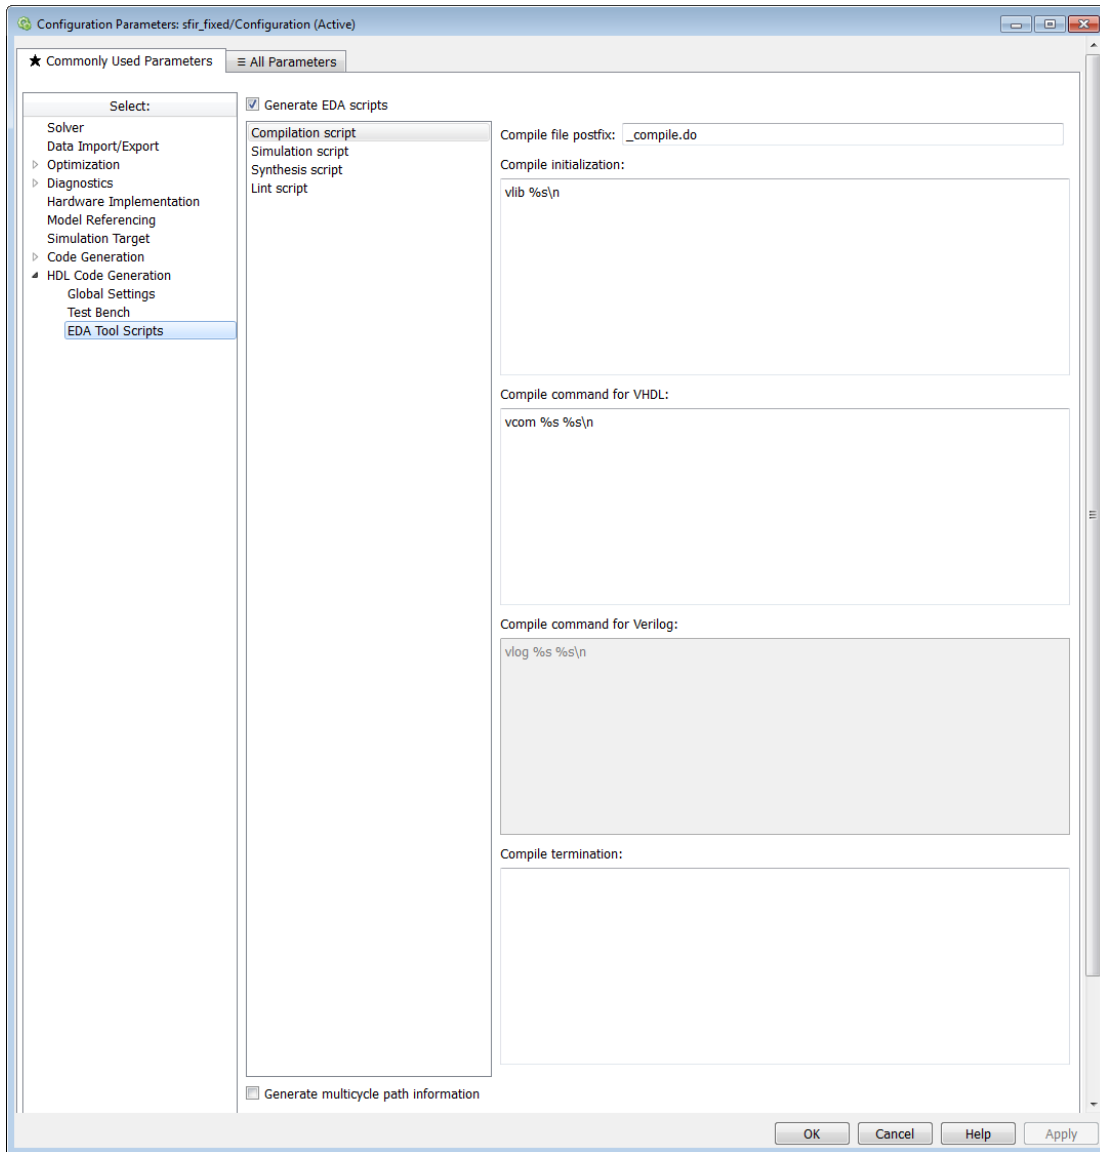 Configuration Parameters: sfir_fixed/Configuration (Active)
★ Commonly Used Parameters
≡ All Parameters
Select:
Solver
Data Import/Export
Optimization
Diagnostics
Hardware Implementation
Model Referencing
Simulation Target
Code Generation
HDL Code Generation
Global Settings
Test Bench
EDA Tool Scripts
Generate EDA scripts
Compilation script
Simulation script
Synthesis script
Lint script
Compile file postfix: _compile.do
Compile initialization:
vlib %s\n
Compile command for VHDL:
vcom %s %s\n
Compile command for Verilog:
vlog %s %s\n
Compile termination:
Generate multicycle path information
OK
Cancel
Help
Apply